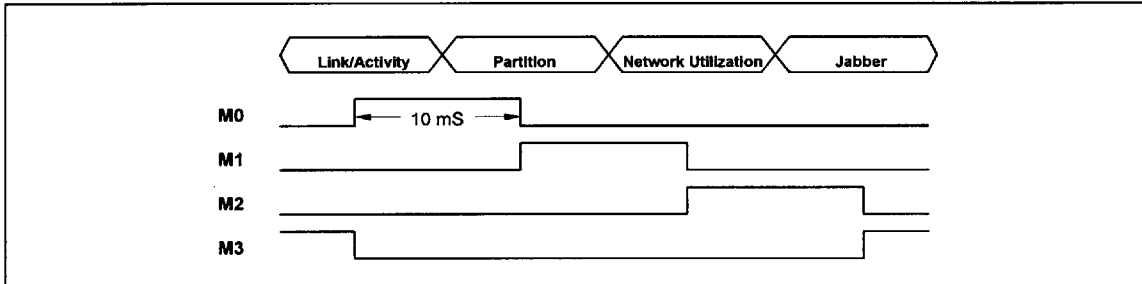 Link/Activity Partition Network Utilization Jabber
M0
10 mS
M1
M2
M3